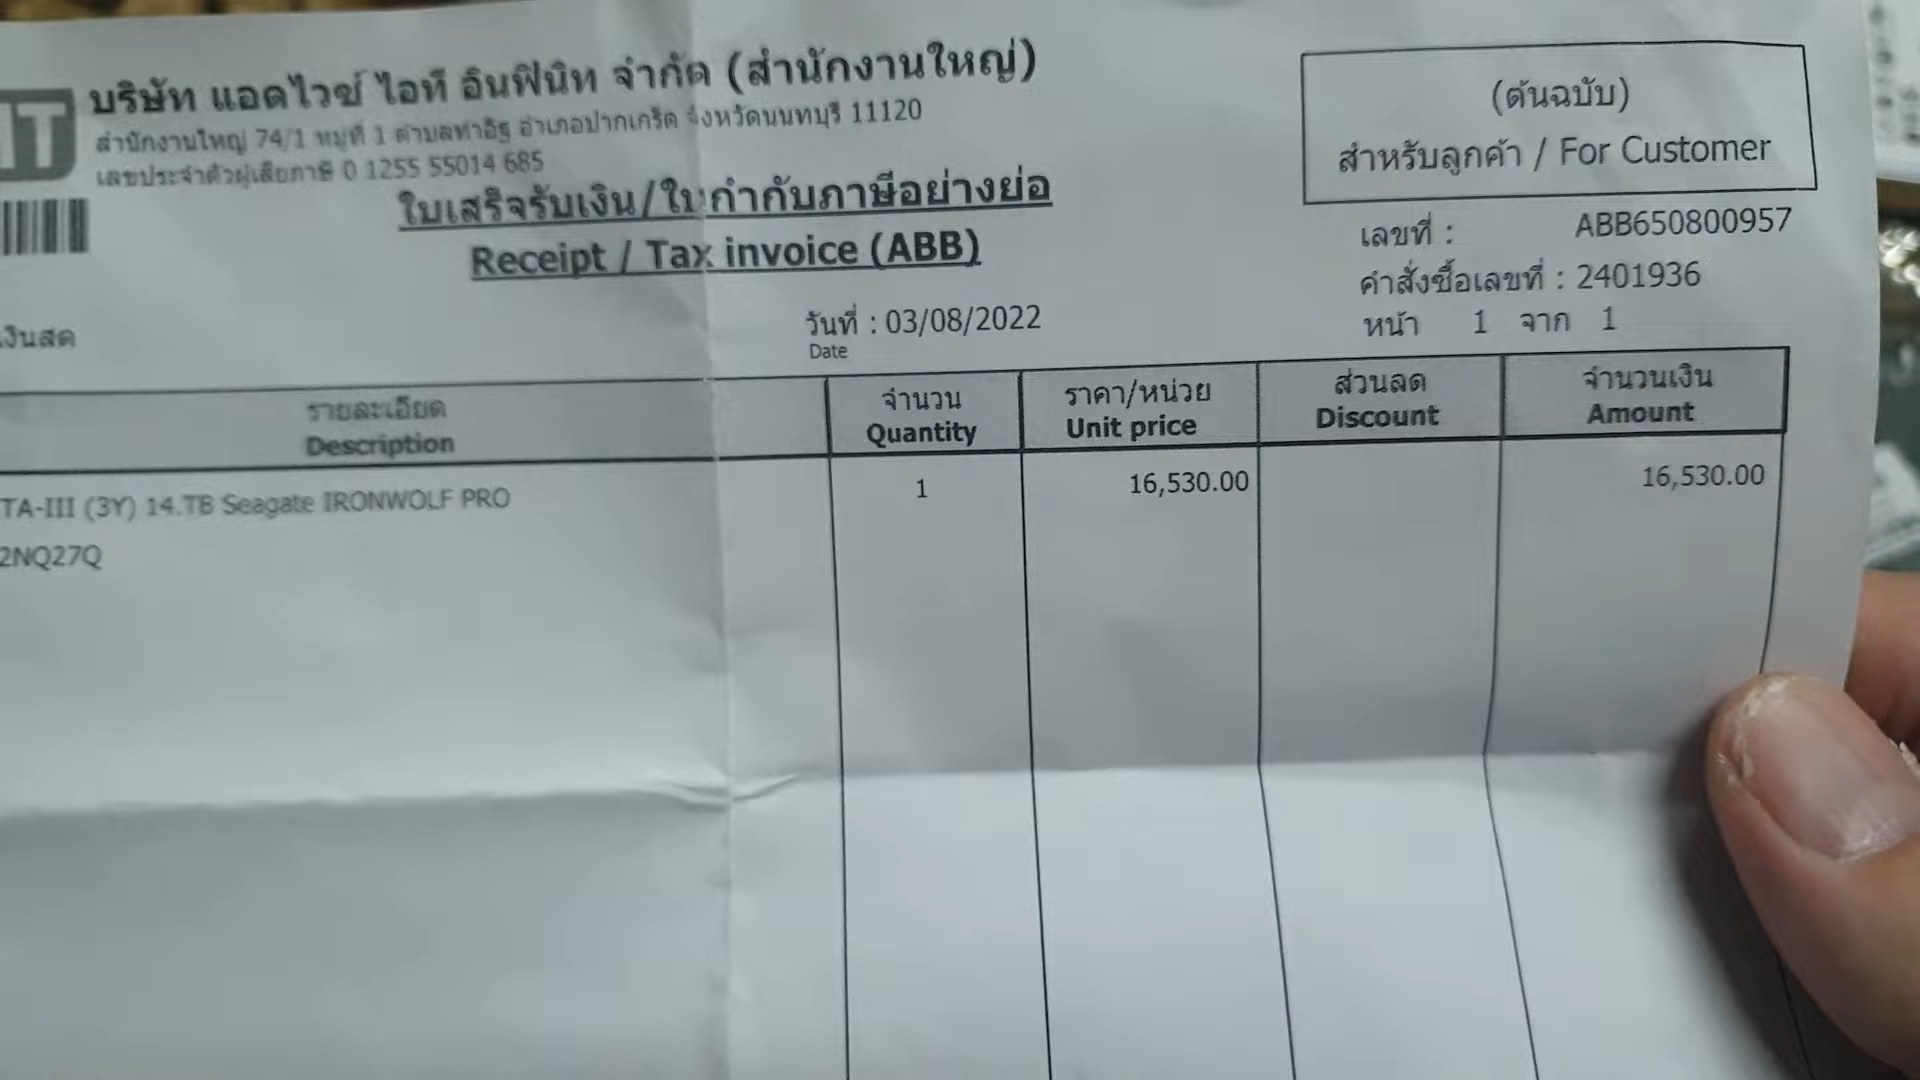 IT
บริษัท แอดไวซ์ ไอที อินฟินิท จำกัด (สำนักงานใหญ่)
สำนักงานใหญ่ 74/1 หมู่ที่ 1 ตำบลท่าอิฐ อำเภอปากเกร็ด จังหวัดนนทบุรี 11120
เลขประจำตัวผู้เสียภาษี 0 1255 55014 685
ใบเสร็จรับเงิน/ใบกำกับภาษีอย่างย่อ
Receipt / Tax invoice (ABB)
(ต้นฉบับ)
สำหรับลูกค้า / For Customer
เลขที่ : ABB650800957
คำสั่งซื้อเลขที่ : 2401936
หน้า 1 จาก 1
วันที่ : 03/08/2022
Date
เงินสด
รายละเอียด จำนวน ราคา/หน่วย ส่วนลด จำนวนเงิน
Description Quantity Unit price Discount Amount
TA-III (3Y) 14.TB Seagate IRONWOLF PRO 1 16,530.00 16,530.00
2NQ27Q